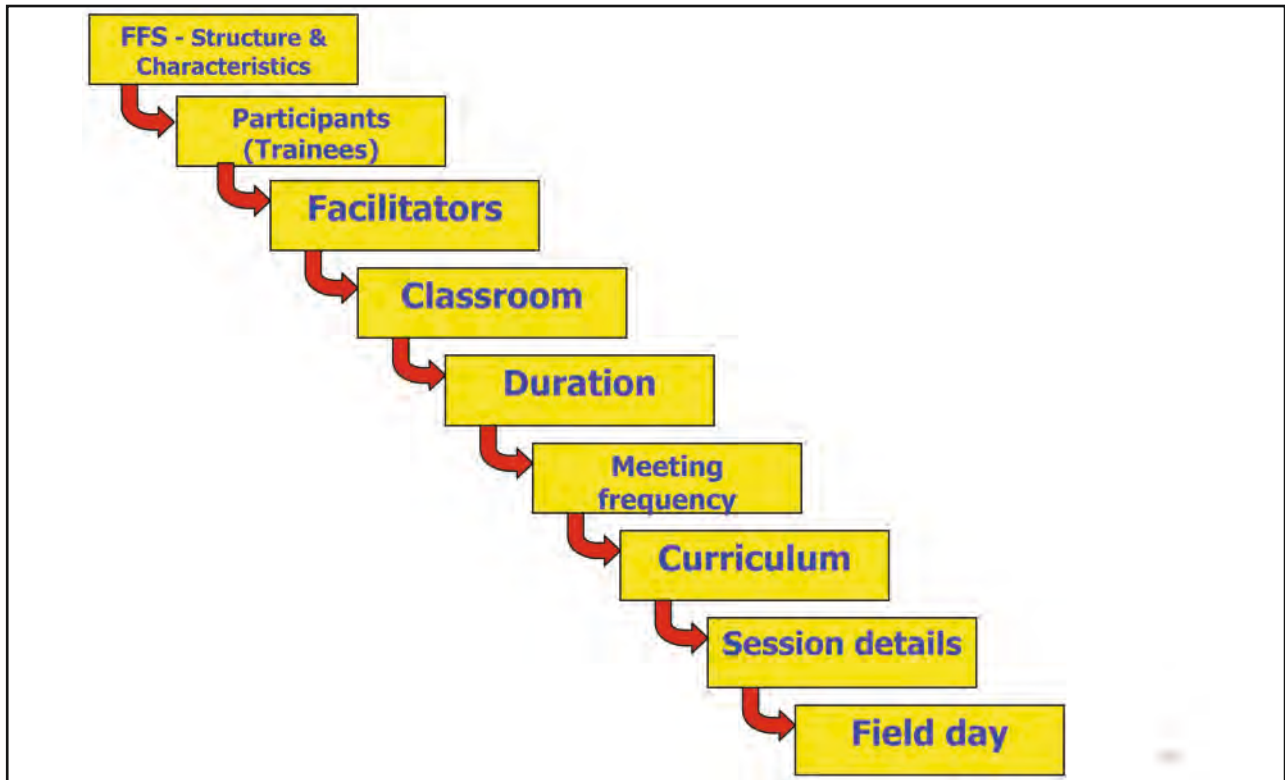 FFS - Structure &
Characteristics
Participants
(Trainees)
Facilitators
Classroom
Duration
Meeting
frequency
Curriculum
Session details
Field day